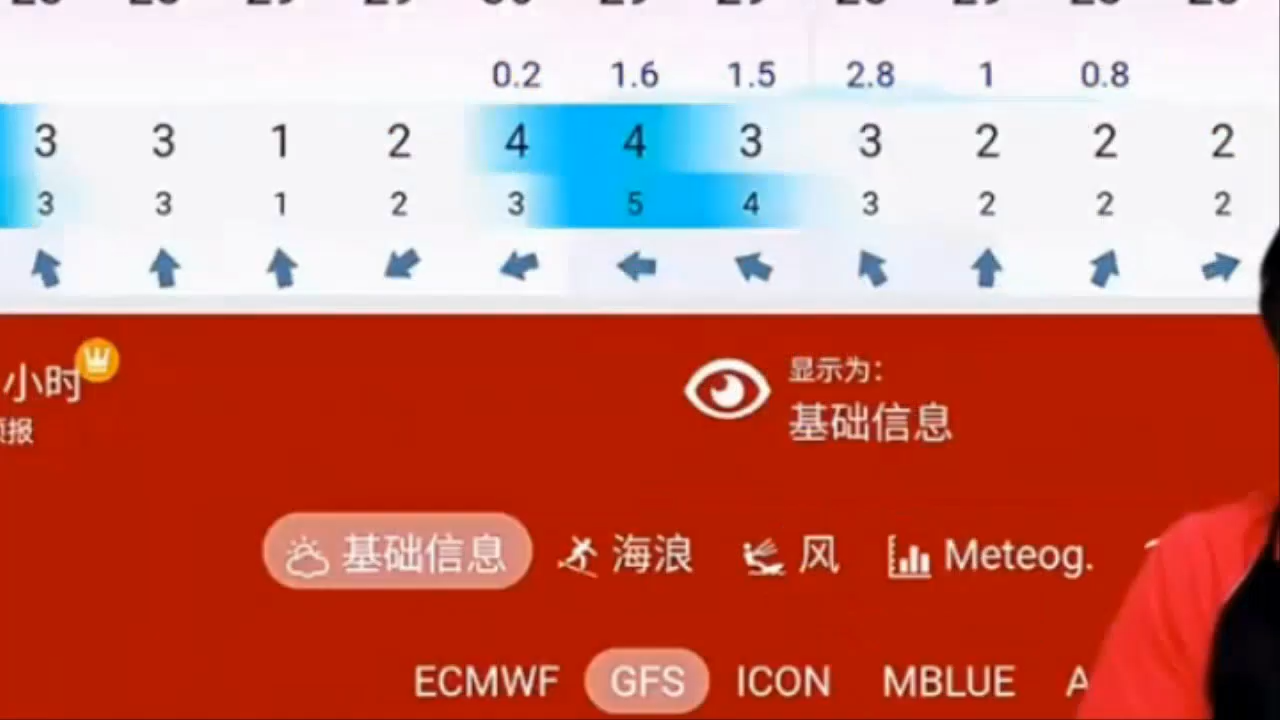 0.2 1.6 1.5 2.8 1 0.8
3 3 1 2 4 4 3 3 2 2 2
3 3 1 2 3 5 4 3 2 2 2
小时
显示为:
报
基础信息
基础信息 海浪 风 Meteog.
ECMWF GFS ICON MBLUE